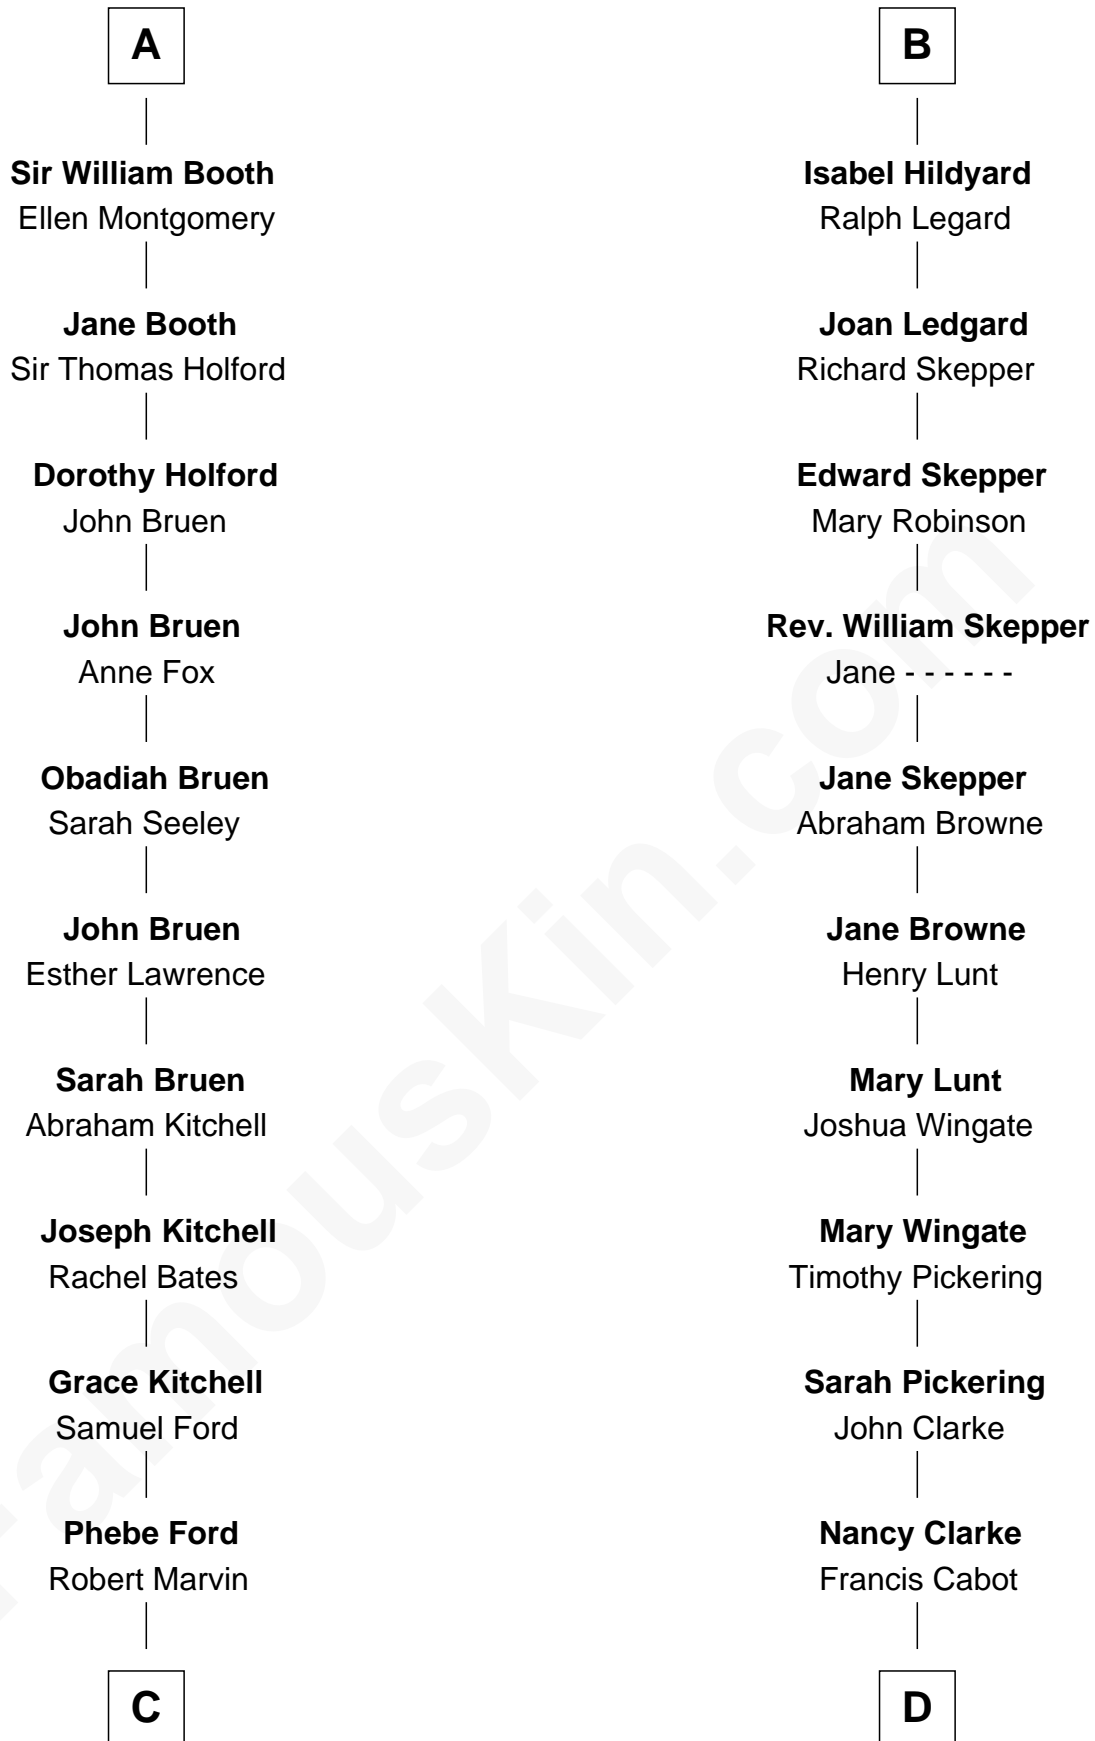 A
Sir William Booth
Ellen Montgomery
Jane Booth
Sir Thomas Holford
Dorothy Holford
John Bruen
John Bruen
Anne Fox
Obadiah Bruen
Sarah Seeley
John Bruen
Esther Lawrence
Sarah Bruen
Abraham Kitchell
Joseph Kitchell
Rachel Bates
Grace Kitchell
Samuel Ford
Phebe Ford
Robert Marvin
C
B
Isabel Hildyard
Ralph Legard
Joan Ledgard
Richard Skepper
Edward Skepper
Mary Robinson
Rev. William Skepper
Jane - - - - - -
Jane Skepper
Abraham Browne
Jane Browne
Henry Lunt
Mary Lunt
Joshua Wingate
Mary Wingate
Timothy Pickering
Sarah Pickering
John Clarke
Nancy Clarke
Francis Cabot
D
FamousKin.com